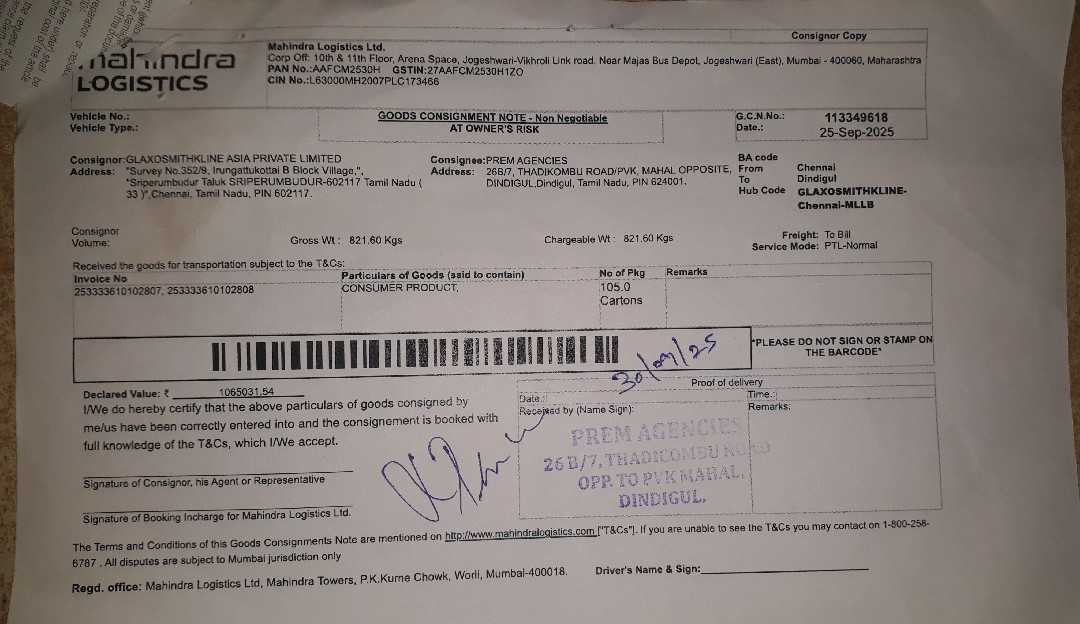 Consignor Copy
mahindra
LOGISTICS
Mahindra Logistics Ltd.
Corp Off: 10th & 11th Floor, Arena Space, Jogeshwari-Vikhroli Link road. Near Majas Bus Depot, Jogeshwari (East), Mumbai - 400060, Maharashtra
PAN No.:AAFCM2530H GSTIN:27AAFCM2530H1ZO
CIN No.:L63000MH2007PLC173466
Vehicle No.:
Vehicle Type.:
GOODS CONSIGNMENT NOTE - Non Negotiable
AT OWNER'S RISK
G.C.N.No.: 113349618
Date.: 25-Sep-2025
Consignor:GLAXOSMITHKLINE ASIA PRIVATE LIMITED
Address: "Survey No.352/9, Irungattukottai B Block Village,",
"Sriperumbudur Taluk SRIPERUMBUDUR-602117 Tamil Nadu (
33 )",Chennai, Tamil Nadu, PIN 602117.
Consignee:PREM AGENCIES
Address: 26B/7, THADIKOMBU ROAD/PVK, MAHAL OPPOSITE,
DINDIGUL,Dindigul, Tamil Nadu, PIN 624001.
BA code
From Chennai
To Dindigul
Hub Code GLAXOSMITHKLINE-
Chennai-MLLB
Consignor
Volume:
Gross Wt : 821.60 Kgs
Chargeable Wt : 821.60 Kgs
Freight: To Bill
Service Mode: PTL-Normal
Received the goods for transportation subject to the T&Cs:
Invoice No Particulars of Goods (said to contain) No of Pkg Remarks
253333610102807, 253333610102808 CONSUMER PRODUCT, 105.0
Cartons
*PLEASE DO NOT SIGN OR STAMP ON
THE BARCODE*
30/09/25
Declared Value: ₹ 1065031.54
I/We do hereby certify that the above particulars of goods consigned by
me/us have been correctly entered into and the consignement is booked with
full knowledge of the T&Cs, which I/We accept.
Proof of delivery
Date.: Time.:
Received by (Name Sign): Remarks:
PREM AGENCIES
26 B/7, THADICOMBU ROAD
OPP. TO PVK MAHAL,
DINDIGUL.
Signature of Consignor, his Agent or Representative
Signature of Booking Incharge for Mahindra Logistics Ltd.
The Terms and Conditions of this Goods Consignments Note are mentioned on http://www.mahindralogistics.com ["T&Cs"]. If you are unable to see the T&Cs you may contact on 1-800-258-
6787 . All disputes are subject to Mumbai jurisdiction only
Regd. office: Mahindra Logistics Ltd, Mahindra Towers, P.K.Kurne Chowk, Worli, Mumbai-400018.
Driver's Name & Sign: